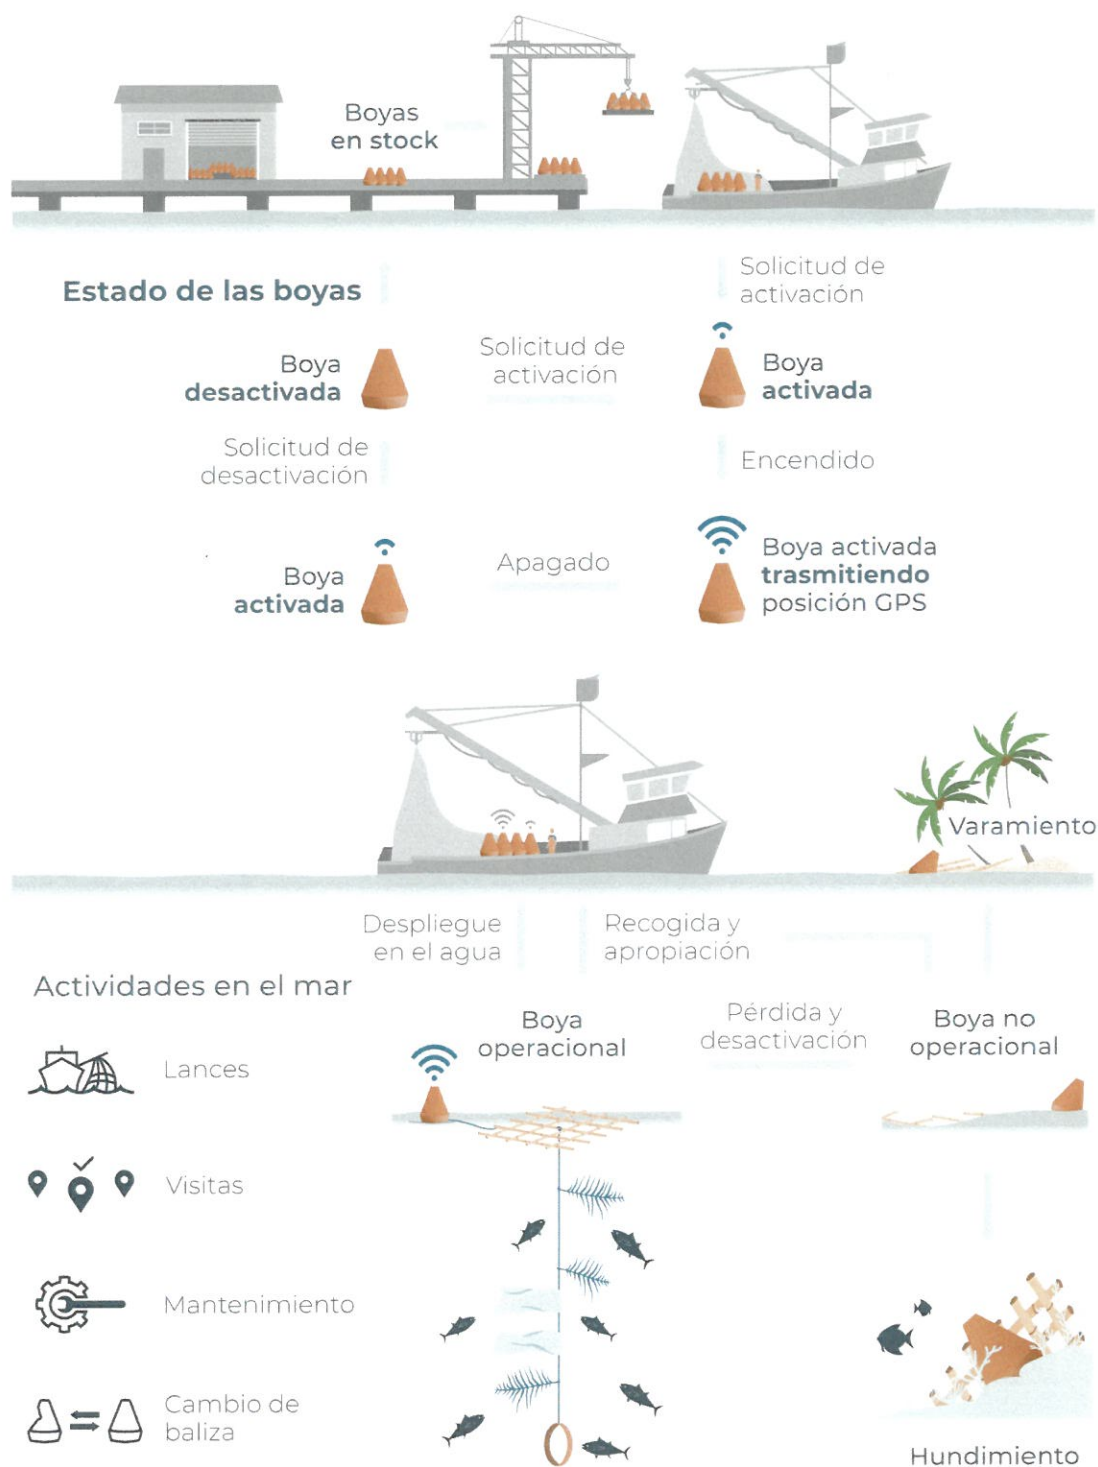 Boyas
en stock
Estado de las boyas
Solicitud de
activación
Boya
desactivada
Solicitud de
activación
Boya
activada
Solicitud de
desactivación
Encendido
Boya
activada
Apagado
Boya activada
trasmitiendo
posición GPS
Varamiento
Despliegue
en el agua
Recogida y
apropiación
Actividades en el mar
Boya
operacional
Pérdida y
desactivación
Boya no
operacional
Lances
Visitas
Mantenimiento
Cambio de
baliza
Hundimiento